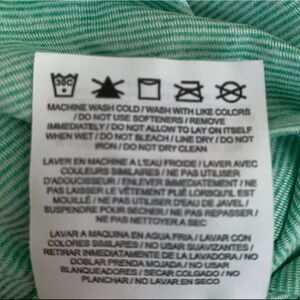 30C
MACHINE WASH COLD / WASH WITH LIKE COLORS
/ DO NOT USE SOFTENERS / REMOVE
IMMEDIATELY / DO NOT ALLOW TO LAY ON ITSELF
WHEN WET / DO NOT BLEACH / LINE DRY / DO NOT
IRON / DO NOT DRY CLEAN
LAVER EN MACHINE A L'EAU FROIDE / LAVER AVEC
COULEURS SIMILAIRES / NE PAS UTILISER
D'ADOUCISSEUR / ENLEVER IMMEDIATEMENT / NE
PAS LAISSER LE VÊTEMENT PLIÉ LORSQU'IL EST
MOUILLÉ / NE PAS UTILISER D'EAU DE JAVEL /
SUSPENDRE POUR SECHER / NE PAS REPASSER /
NE PAS NETTOYER A SEC
LAVAR A MAQUINA EN AGUA FRIA / LAVAR CON
COLORES SIMILARES / NO USAR SUAVIZANTES /
RETIRAR INMEDIATAMENTE DE LA LAVADORA / NO
DOBLAR PRENDA MOJADA / NO USAR
BLANQUEADORES / SECAR COLGADO / NO
PLANCHAR / NO LAVAR EN SECO